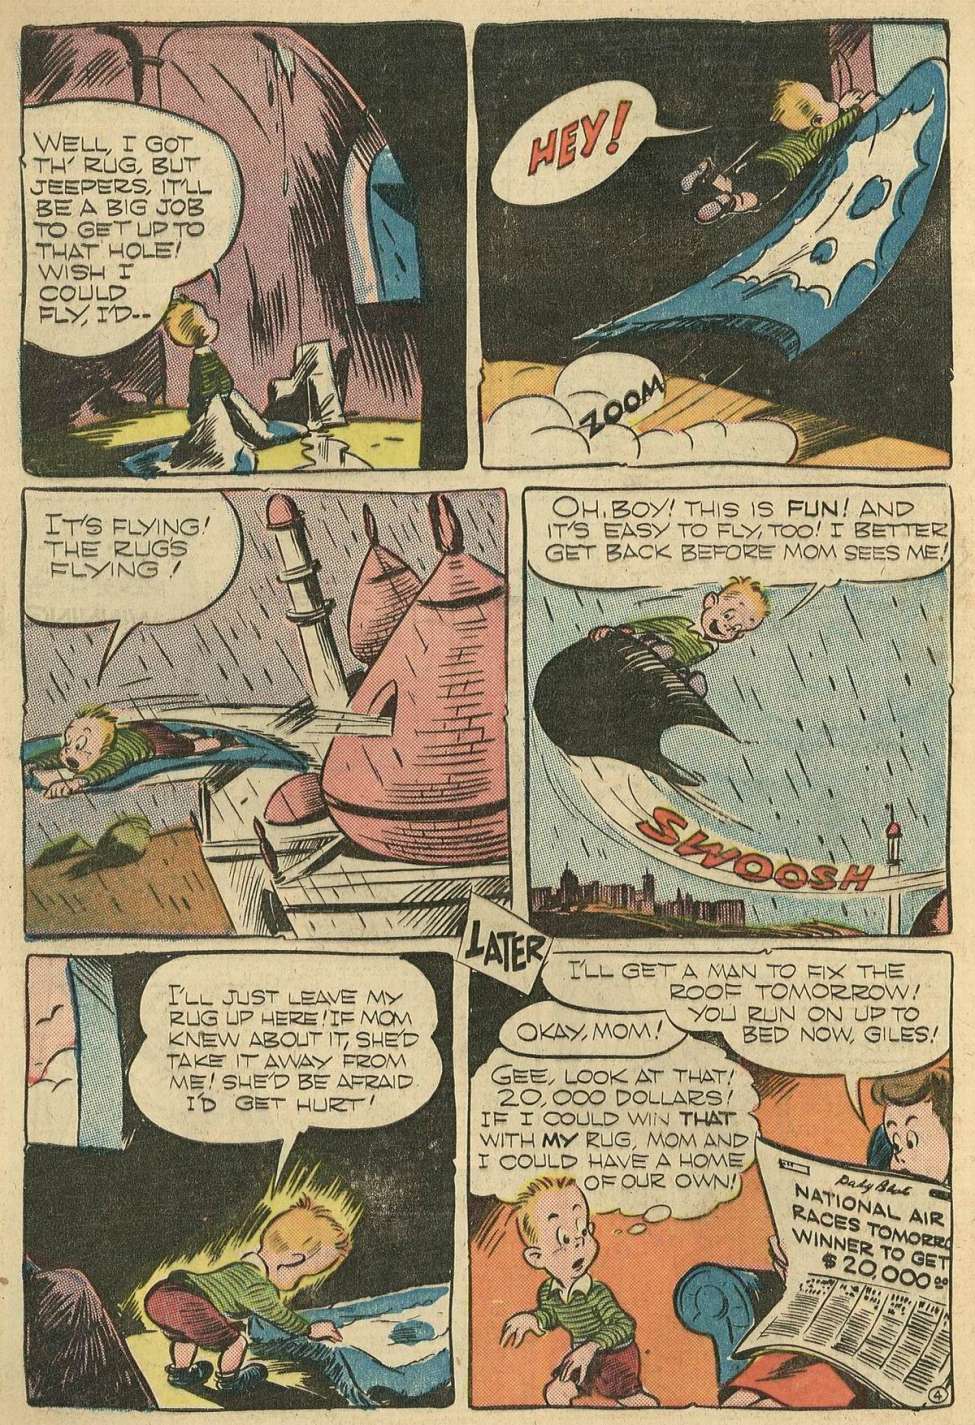 WELL, I GOT
TH' RUG, BUT
JEEPERS, IT'LL
BE A BIG JOB
TO GET UP TO
THAT HOLE!
WISH I
COULD
FLY, I'D--
HEY!
ZOOM
IT'S FLYING!
THE RUG'S
FLYING!
OH, BOY! THIS IS FUN! AND
IT'S EASY TO FLY, TOO! I BETTER
GET BACK BEFORE MOM SEES ME!
SWOOSH
I'LL JUST LEAVE MY
RUG UP HERE! IF MOM
KNEW ABOUT IT, SHE'D
TAKE IT AWAY FROM
ME! SHE'D BE AFRAID
I'D GET HURT!
LATER
I'LL GET A MAN TO FIX THE
ROOF TOMORROW!
YOU RUN ON UP TO
BED NOW, GILES!
OKAY, MOM!
GEE, LOOK AT THAT!
20,000 DOLLARS!
IF I COULD WIN THAT
WITH MY RUG, MOM AND
I COULD HAVE A HOME
OF OUR OWN!
Daily
NATIONAL AIR
RACES TOMORRO
WINNER TO GET
$20,000.00
4